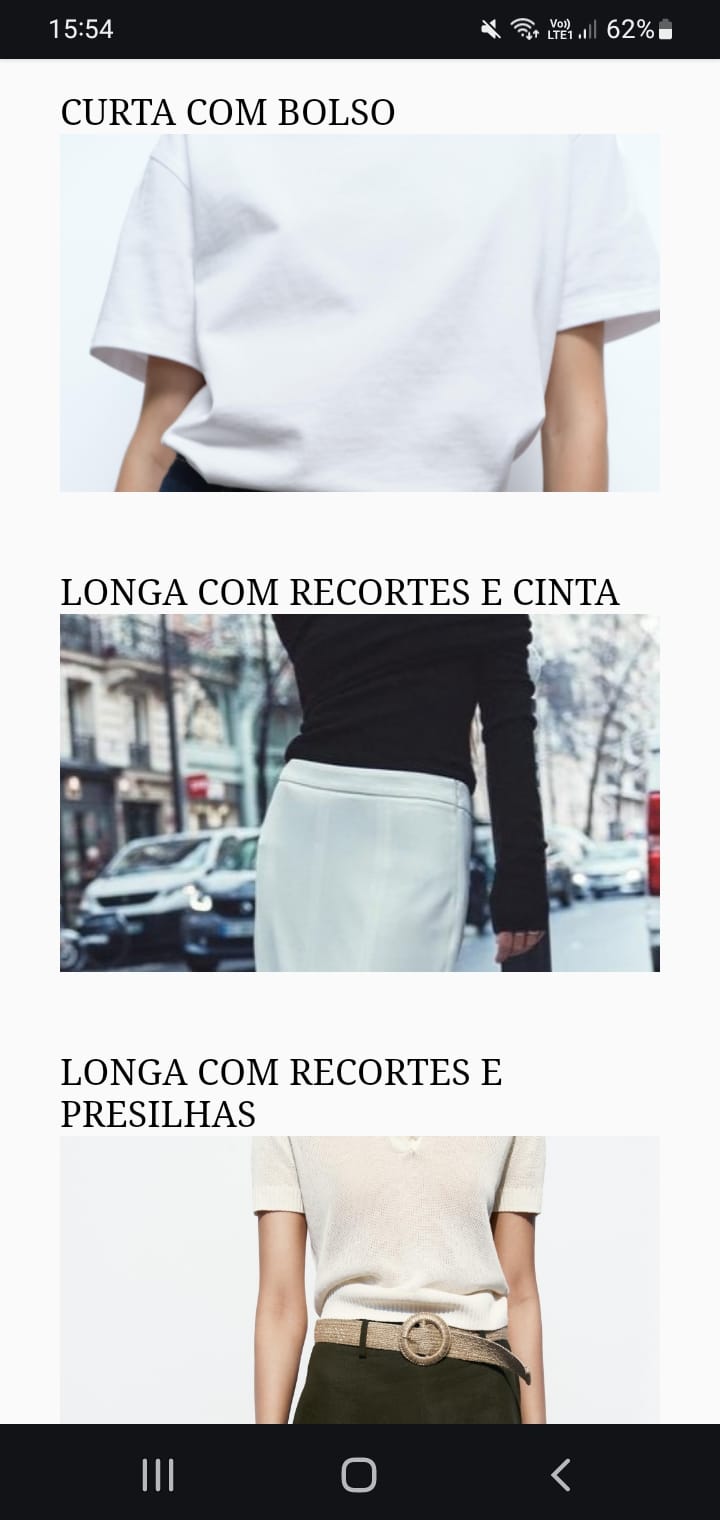 15:54
Vo))
LTE1
62%
CURTA COM BOLSO
LONGA COM RECORTES E CINTA
LONGA COM RECORTES E
PRESILHAS